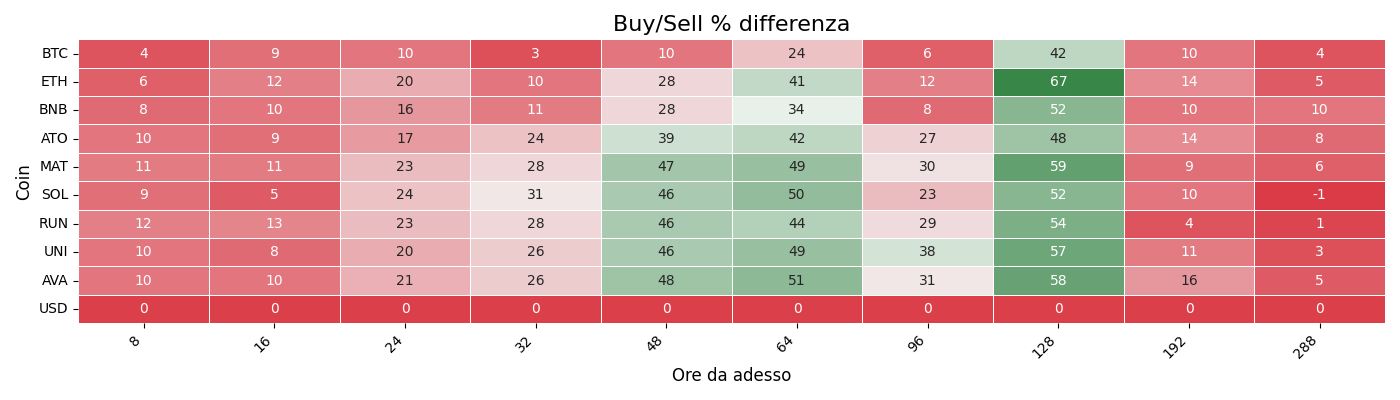 Buy/Sell % differenza
Coin
BTC 4 9 10 3 10 24 6 42 10 4
ETH 6 12 20 10 28 41 12 67 14 5
BNB 8 10 16 11 28 34 8 52 10 10
ATO 10 9 17 24 39 42 27 48 14 8
MAT 11 11 23 28 47 49 30 59 9 6
SOL 9 5 24 31 46 50 23 52 10 -1
RUN 12 13 23 28 46 44 29 54 4 1
UNI 10 8 20 26 46 49 38 57 11 3
AVA 10 10 21 26 48 51 31 58 16 5
USD 0 0 0 0 0 0 0 0 0 0
8 16 24 32 48 64 96 128 192 288
Ore da adesso